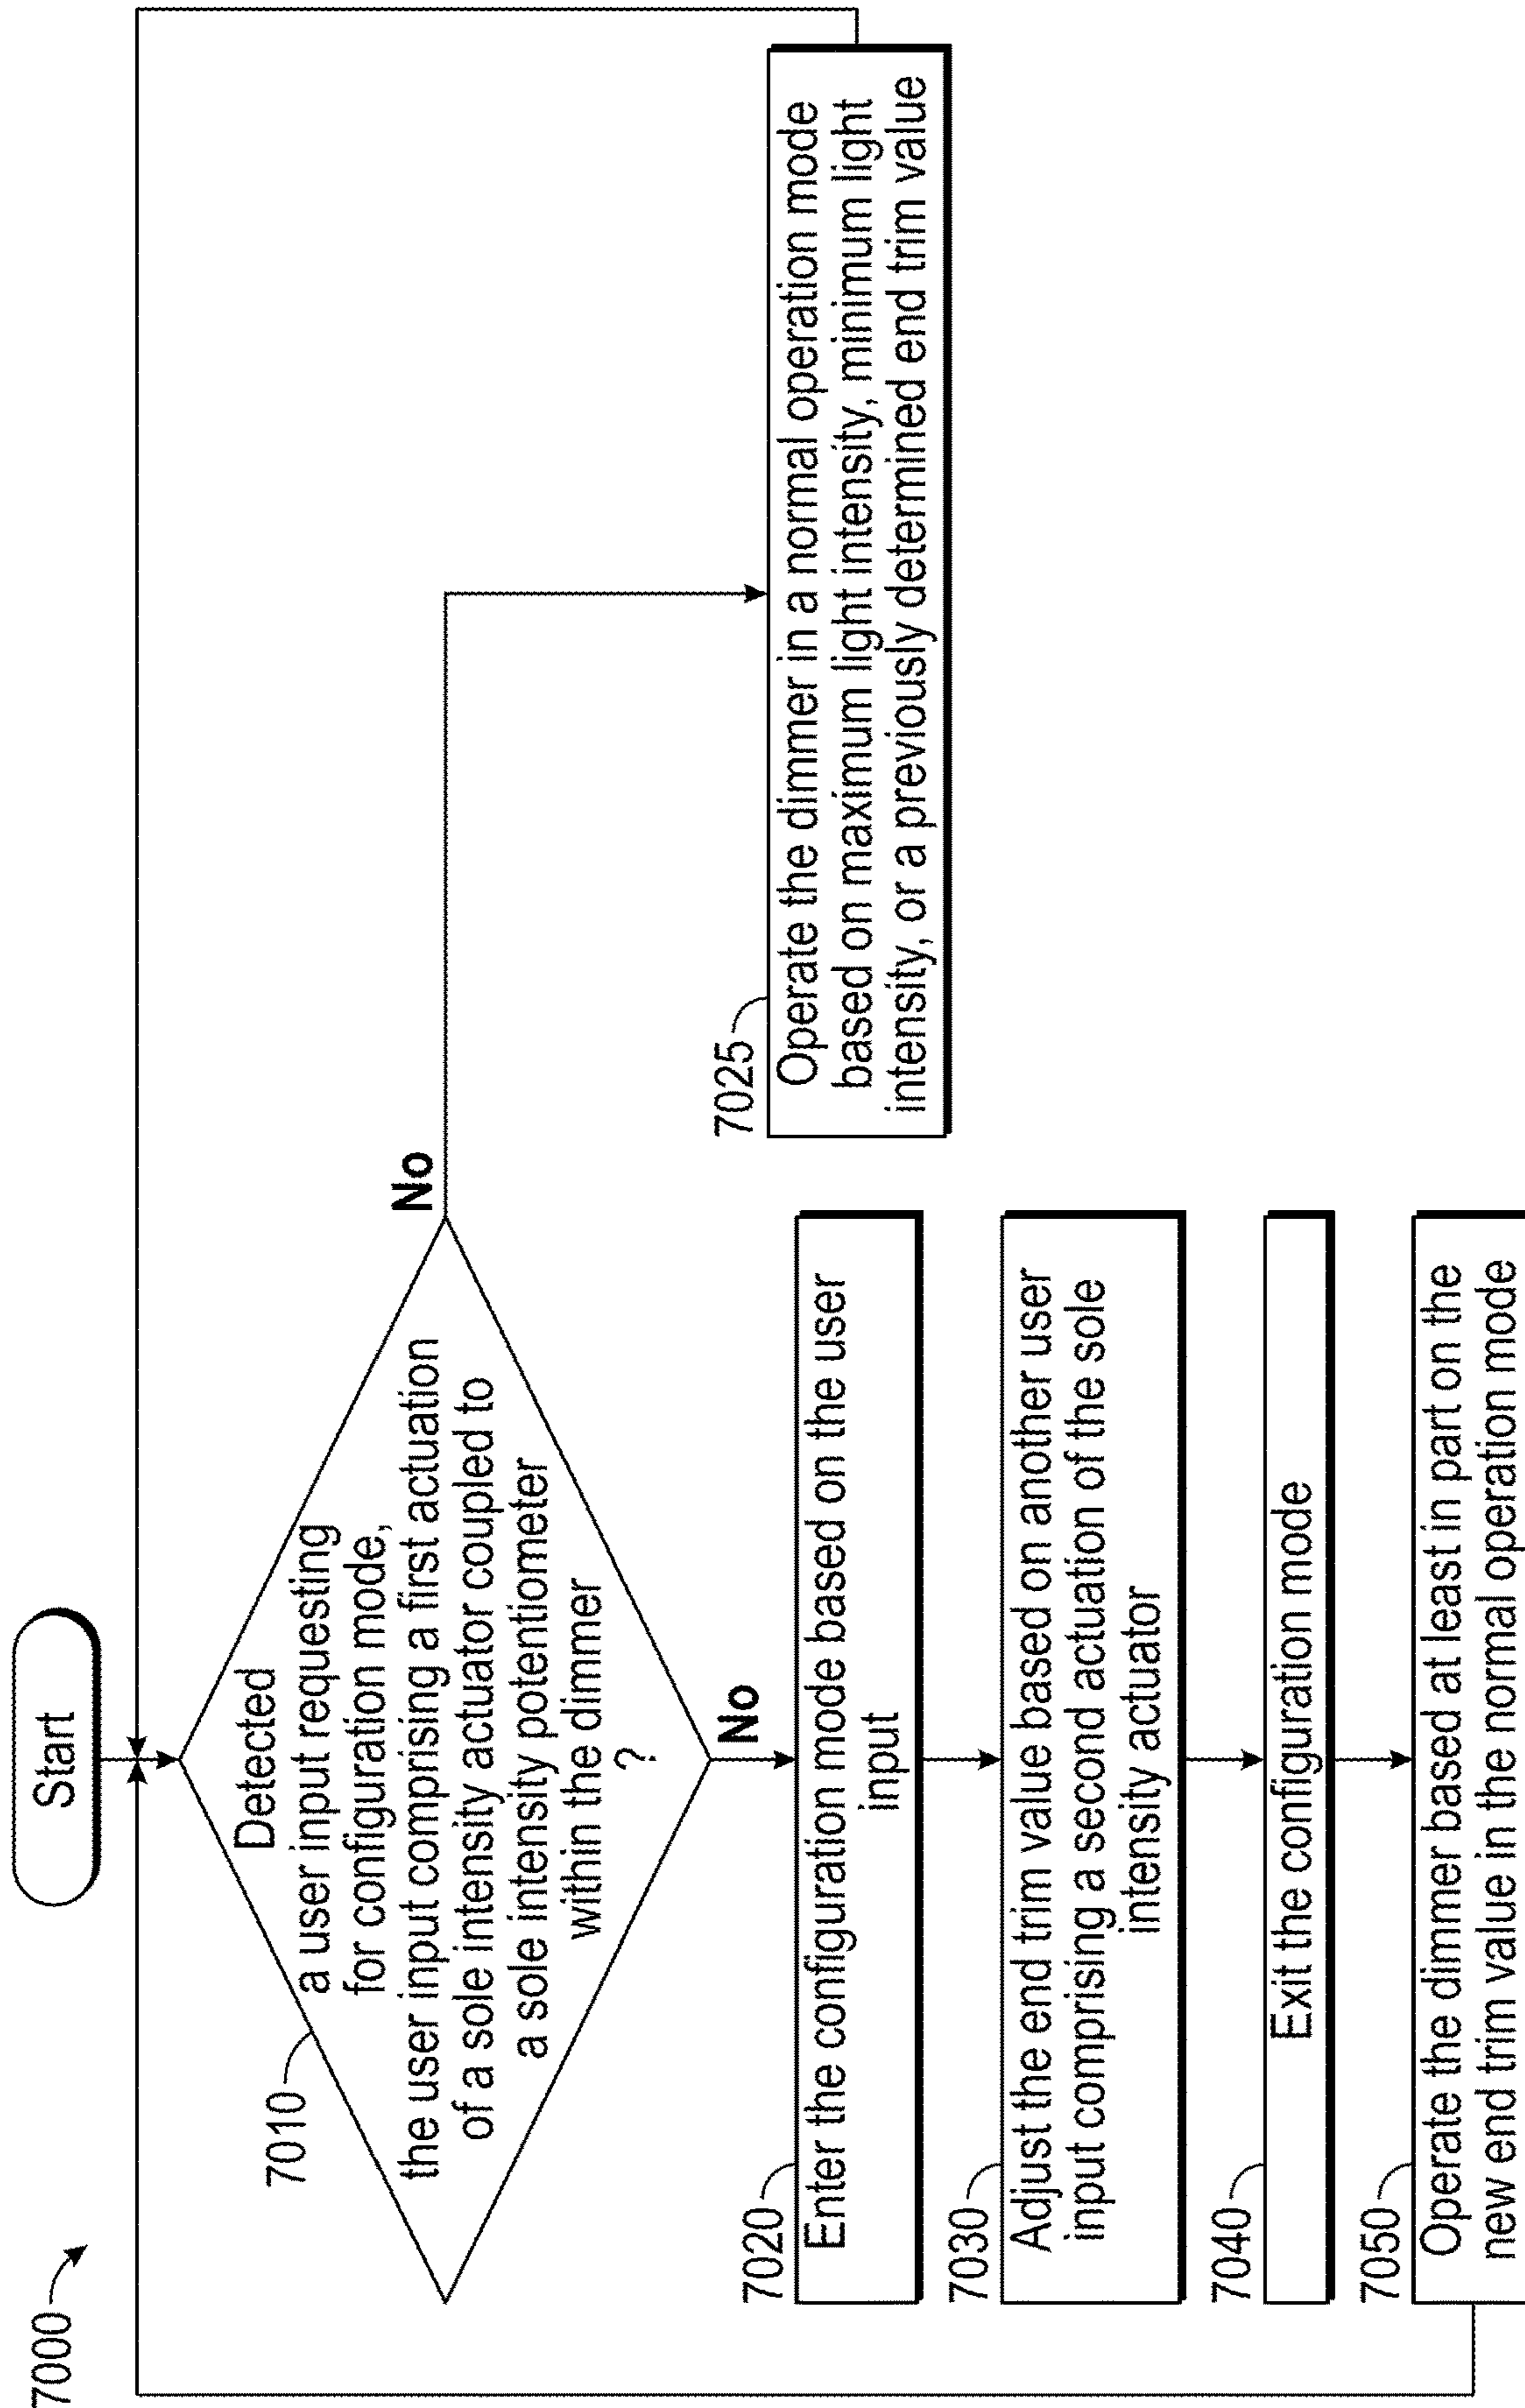 7000
Start
7010
Detected
a user input requesting
for configuration mode,
the user input comprising a first actuation
of a sole intensity actuator coupled to
a sole intensity potentiometer
within the dimmer
?
No
No
7025
Operate the dimmer in a normal operation mode
based on maximum light intensity, minimum light
intensity, or a previously determined end trim value
7020
Enter the configuration mode based on the user
input
7030
Adjust the end trim value based on another user
input comprising a second actuation of the sole
intensity actuator
7040
Exit the configuration mode
7050
Operate the dimmer based at least in part on the
new end trim value in the normal operation mode